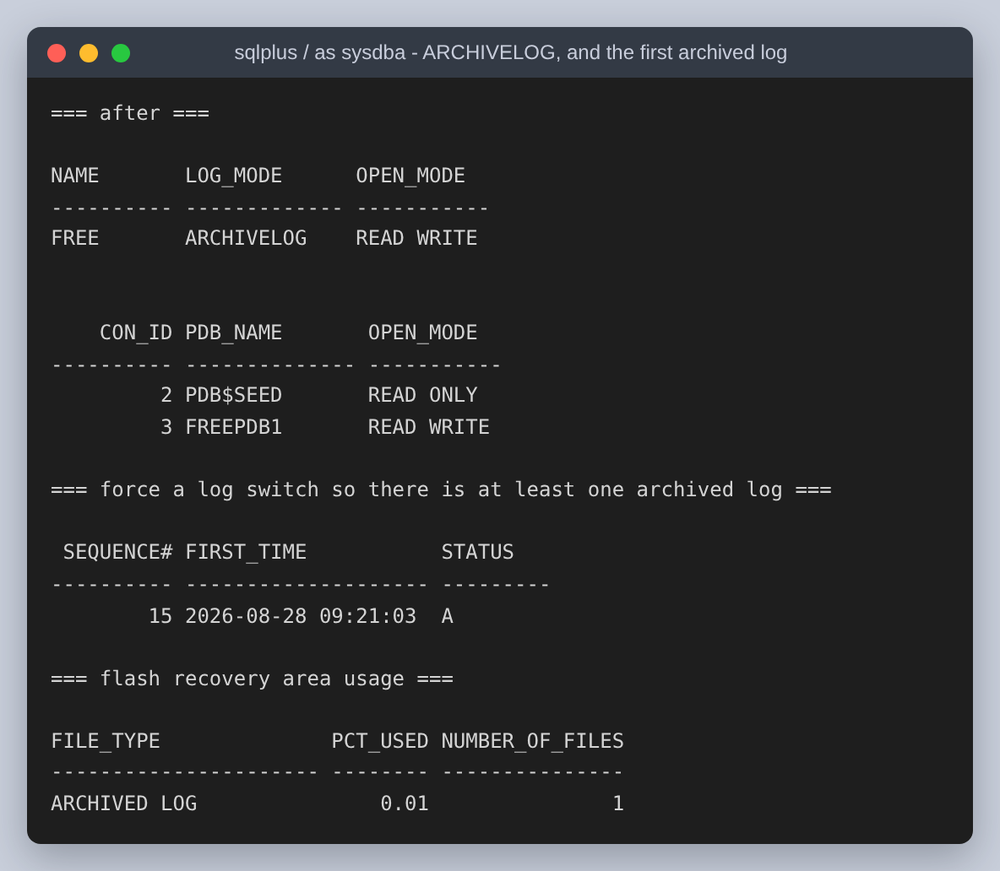 sqlplus / as sysdba - ARCHIVELOG, and the first archived log
=== after ===
NAME       LOG_MODE      OPEN_MODE
---------- ------------- -----------
FREE       ARCHIVELOG    READ WRITE
    CON_ID PDB_NAME       OPEN_MODE
---------- -------------- -----------
         2 PDB$SEED       READ ONLY
         3 FREEPDB1       READ WRITE
=== force a log switch so there is at least one archived log ===
 SEQUENCE# FIRST_TIME           STATUS
---------- -------------------- ---------
        15 2026-08-28 09:21:03  A
=== flash recovery area usage ===
FILE_TYPE              PCT_USED NUMBER_OF_FILES
---------------------- -------- ---------------
ARCHIVED LOG               0.01               1